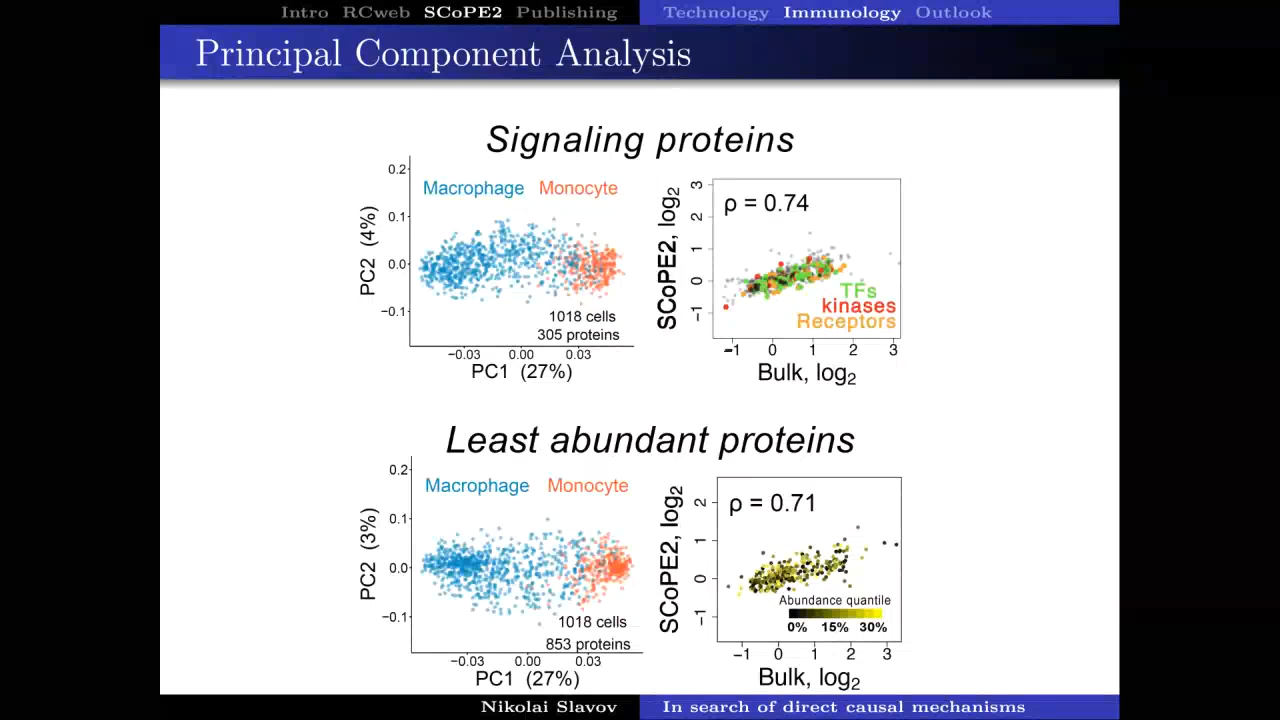 Intro RCweb SCoPE2 Publishing Technology Immunology Outlook
Principal Component Analysis
Signaling proteins
Macrophage Monocyte
0.2
0.1
0.0
−0.1
PC2 (4%)
1018 cells
305 proteins
−0.03 0.00 0.03
PC1 (27%)
ρ = 0.74
3
2
1
0
−1
SCoPE2, log2
TFs
kinases
Receptors
−1 0 1 2 3
Bulk, log2
Least abundant proteins
Macrophage Monocyte
0.2
0.1
0.0
−0.1
PC2 (3%)
1018 cells
853 proteins
−0.03 0.00 0.03
PC1 (27%)
ρ = 0.71
2
1
0
−1
SCoPE2, log2
Abundance quantile
0% 15% 30%
−1 0 1 2 3
Bulk, log2
Nikolai Slavov In search of direct causal mechanisms